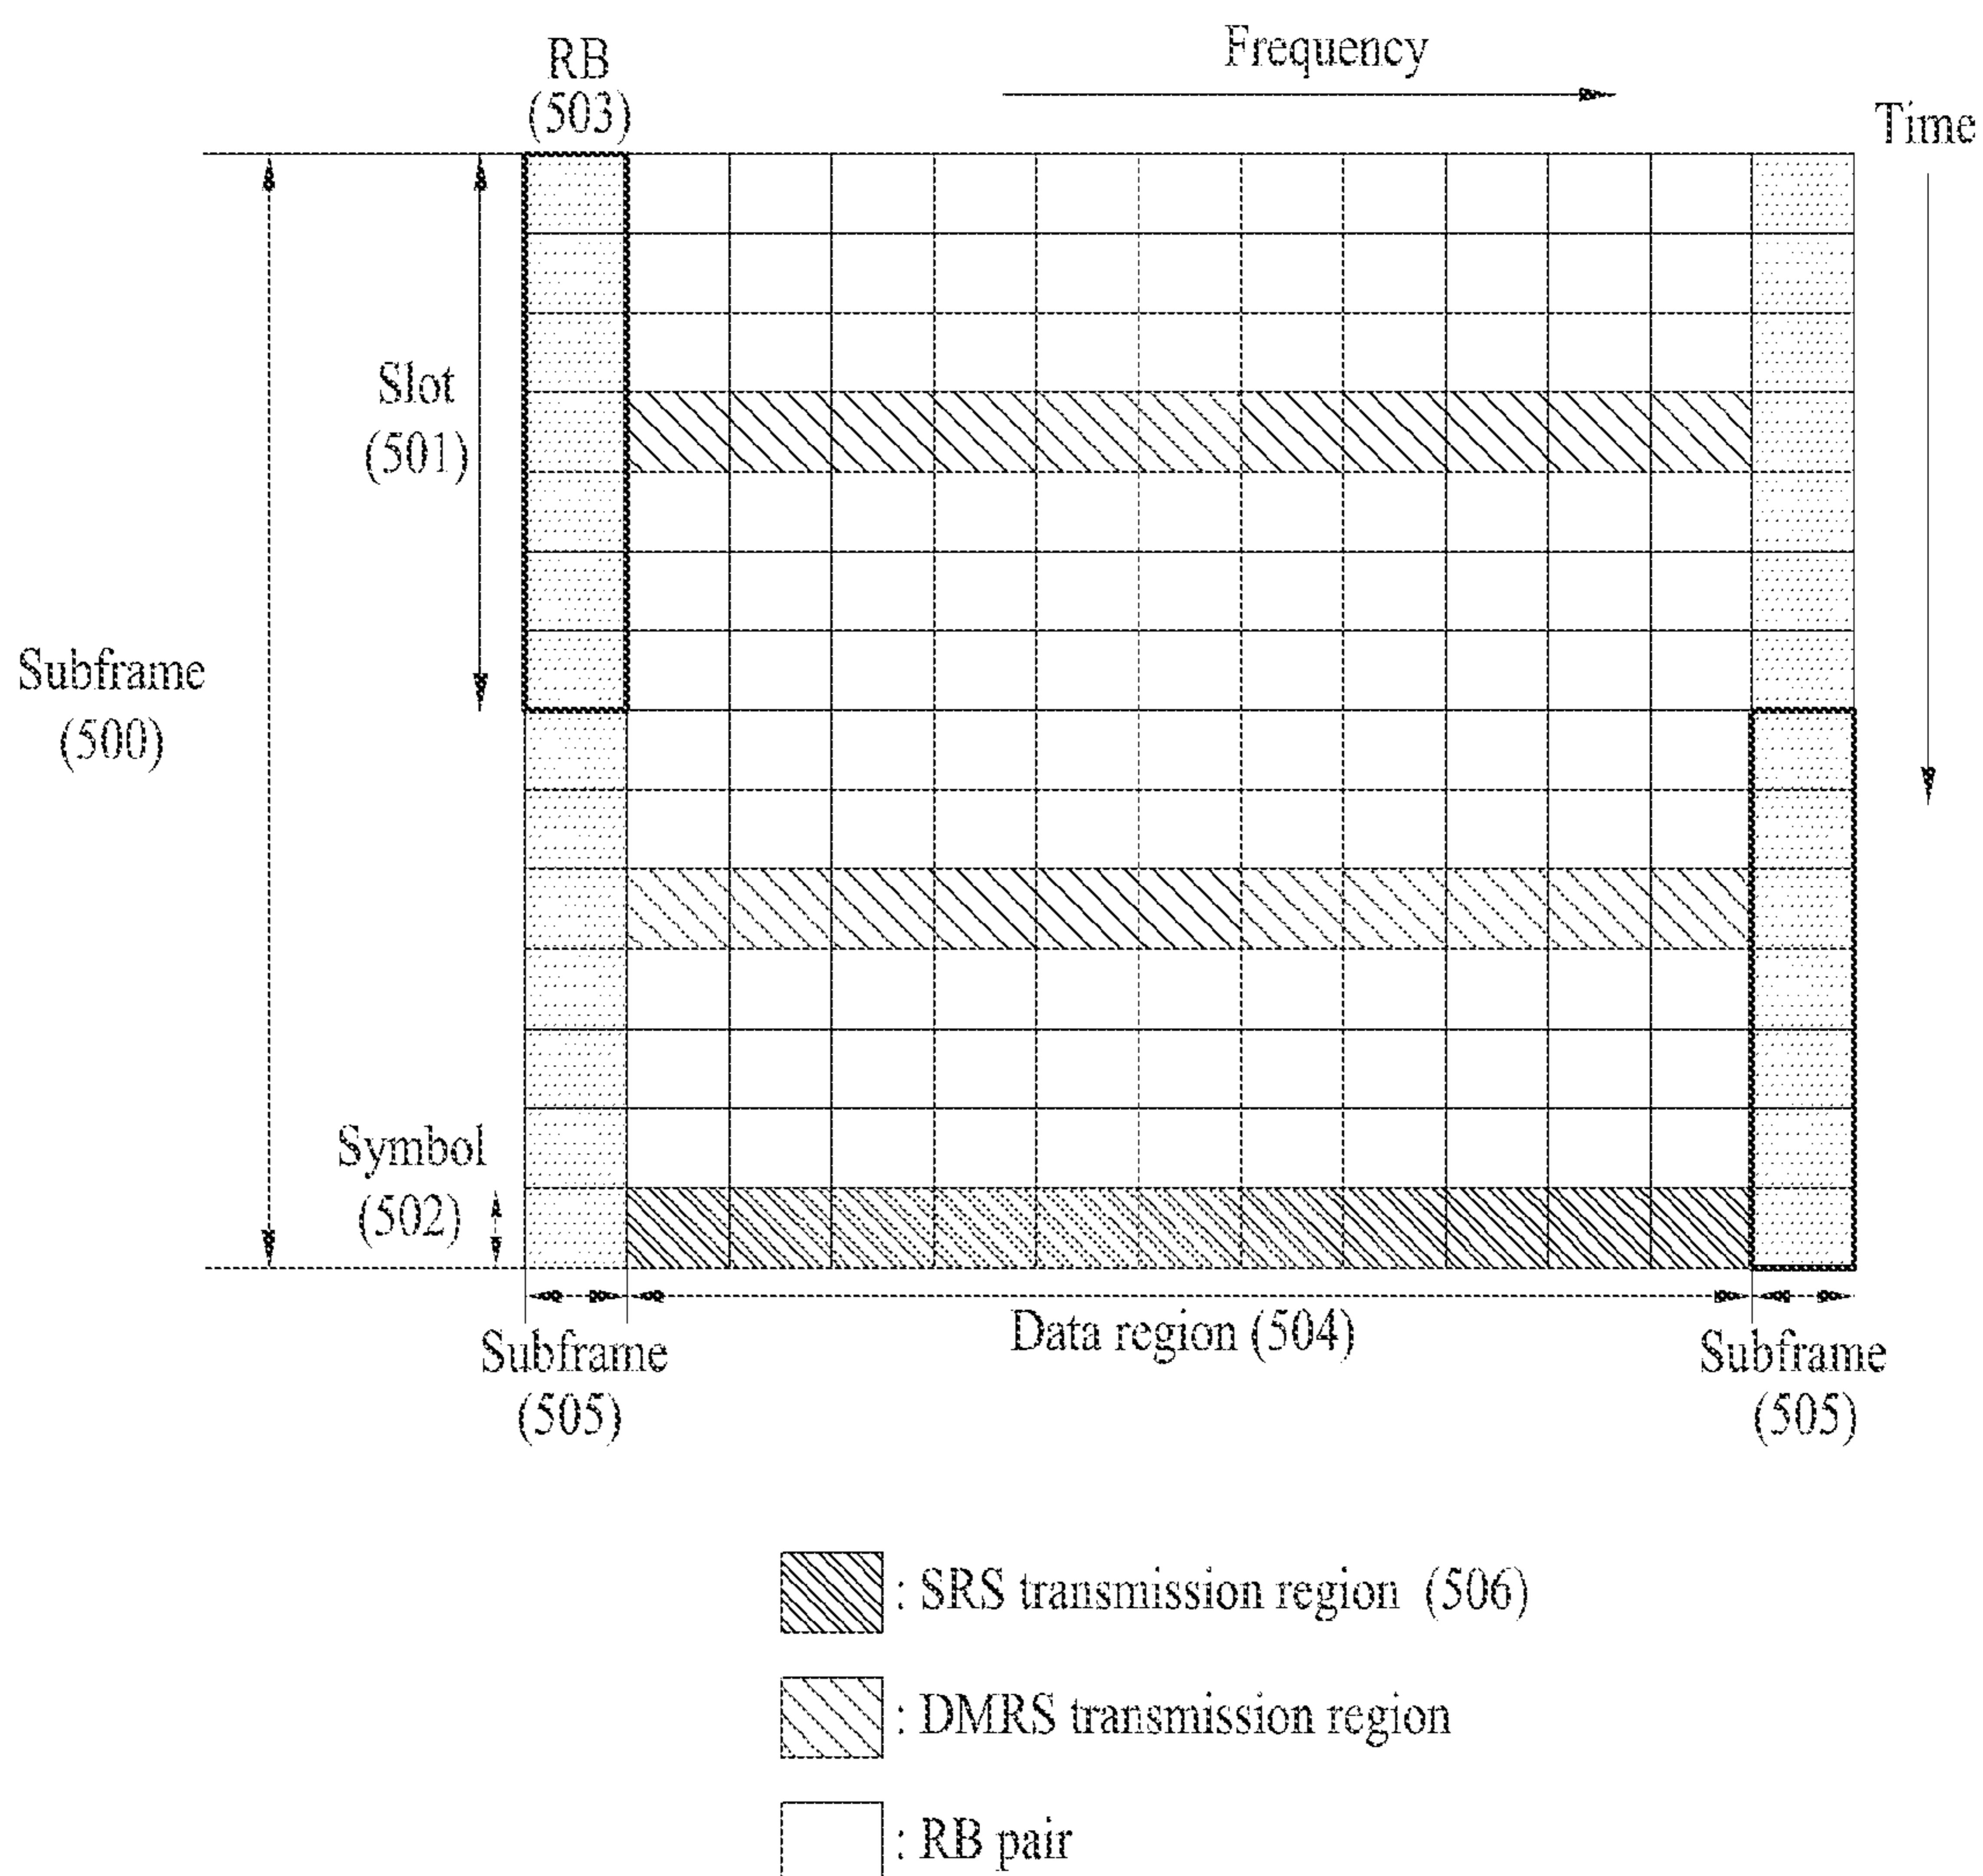 RB
(503)
Frequency
Time
Slot
(501)
Subframe
(500)
Symbol
(502)
Data region (504)
Subframe
(505)
Subframe
(505)
: SRS transmission region (506)
: DMRS transmission region
: RB pair